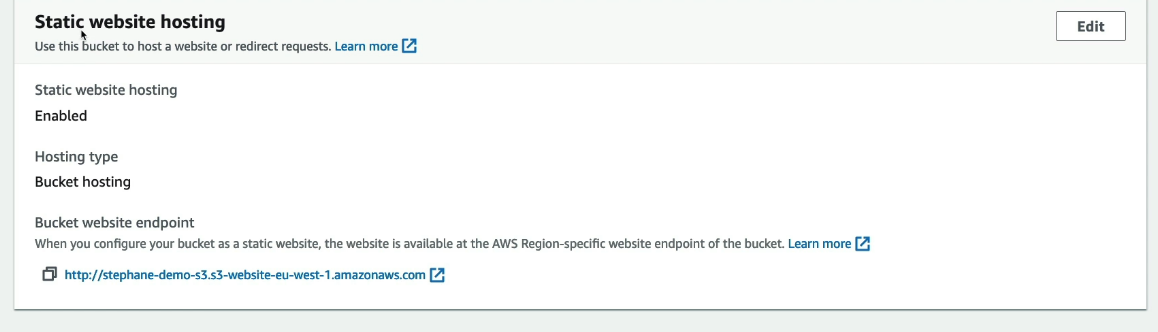 Static website hosting
Edit
Use this bucket to host a website or redirect requests. Learn more
Static website hosting
Enabled
Hosting type
Bucket hosting
Bucket website endpoint
When you configure your bucket as a static website, the website is available at the AWS Region-specific website endpoint of the bucket. Learn more
http://stephane-demo-s3.s3-website-eu-west-1.amazonaws.com